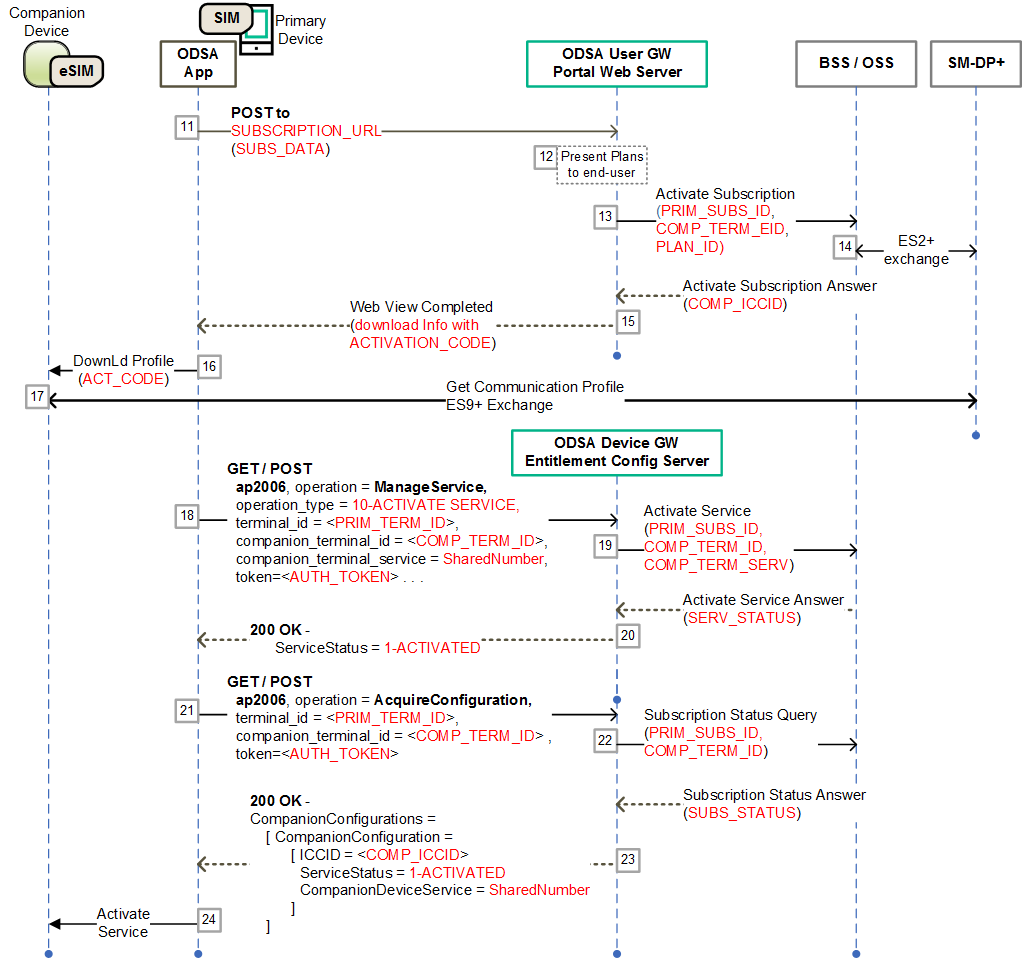 Companion
Device
eSIM
SIM
Primary
Device
ODSA
App
ODSA User GW
Portal Web Server
BSS / OSS
SM-DP+
11
POST to
SUBSCRIPTION_URL
(SUBS_DATA)
12
Present Plans
to end-user
13
Activate Subscription
(PRIM_SUBS_ID,
COMP_TERM_EID,
PLAN_ID)
14
ES2+
exchange
Activate Subscription Answer
(COMP_ICCID)
15
Web View Completed
(download Info with
ACTIVATION_CODE)
16
DownLd Profile
(ACT_CODE)
17
Get Communication Profile
ES9+ Exchange
ODSA Device GW
Entitlement Config Server
18
GET / POST
ap2006, operation = ManageService,
operation_type = 10-ACTIVATE SERVICE,
terminal_id = <PRIM_TERM_ID>,
companion_terminal_id = <COMP_TERM_ID>,
companion_terminal_service = SharedNumber,
token=<AUTH_TOKEN> . . .
19
Activate Service
(PRIM_SUBS_ID,
COMP_TERM_ID,
COMP_TERM_SERV)
Activate Service Answer
(SERV_STATUS)
20
200 OK -
ServiceStatus = 1-ACTIVATED
21
GET / POST
ap2006, operation = AcquireConfiguration,
terminal_id = <PRIM_TERM_ID>,
companion_terminal_id = <COMP_TERM_ID> ,
token=<AUTH_TOKEN>
22
Subscription Status Query
(PRIM_SUBS_ID,
COMP_TERM_ID)
Subscription Status Answer
(SUBS_STATUS)
23
200 OK -
CompanionConfigurations =
[ CompanionConfiguration =
[ ICCID = <COMP_ICCID>
ServiceStatus = 1-ACTIVATED
CompanionDeviceService = SharedNumber
]
]
24
Activate
Service